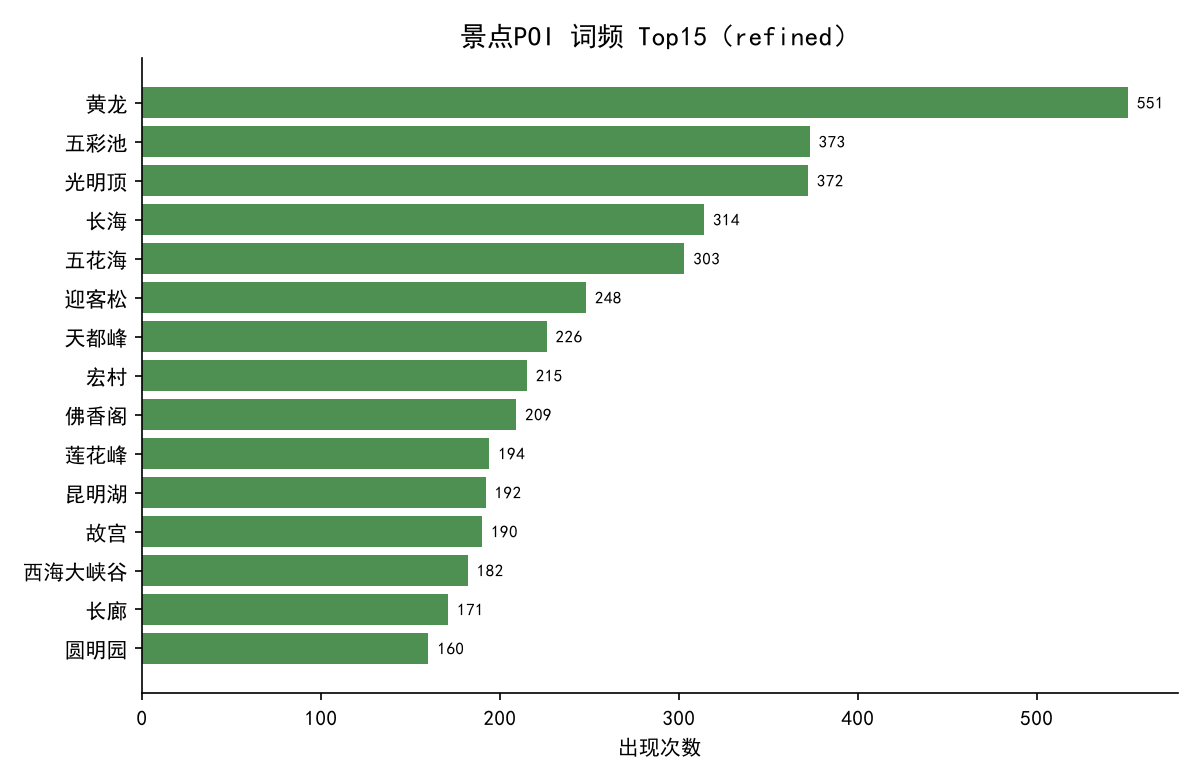 景点POI 词频 Top15（refined）
黄龙 551
五彩池 373
光明顶 372
长海 314
五花海 303
迎客松 248
天都峰 226
宏村 215
佛香阁 209
莲花峰 194
昆明湖 192
故宫 190
西海大峡谷 182
长廊 171
圆明园 160
0 100 200 300 400 500
出现次数